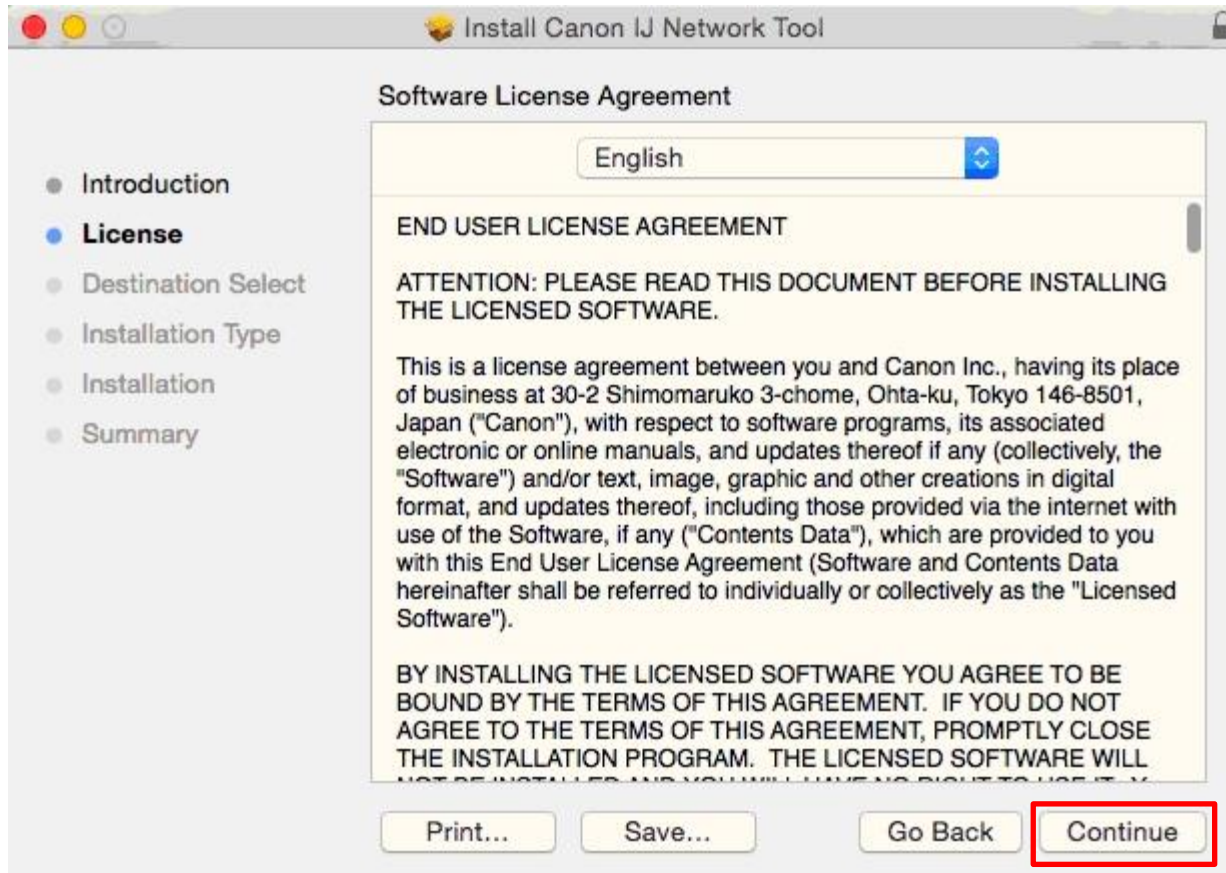 Install Canon IJ Network Tool
Software License Agreement
Introduction
License
Destination Select
Installation Type
Installation
Summary
English
END USER LICENSE AGREEMENT
ATTENTION: PLEASE READ THIS DOCUMENT BEFORE INSTALLING
THE LICENSED SOFTWARE.
This is a license agreement between you and Canon Inc., having its place
of business at 30-2 Shimomaruko 3-chome, Ohta-ku, Tokyo 146-8501,
Japan ("Canon"), with respect to software programs, its associated
electronic or online manuals, and updates thereof if any (collectively, the
"Software") and/or text, image, graphic and other creations in digital
format, and updates thereof, including those provided via the internet with
use of the Software, if any ("Contents Data"), which are provided to you
with this End User License Agreement (Software and Contents Data
hereinafter shall be referred to individually or collectively as the "Licensed
Software").
BY INSTALLING THE LICENSED SOFTWARE YOU AGREE TO BE
BOUND BY THE TERMS OF THIS AGREEMENT.  IF YOU DO NOT
AGREE TO THE TERMS OF THIS AGREEMENT, PROMPTLY CLOSE
THE INSTALLATION PROGRAM.  THE LICENSED SOFTWARE WILL
Print...
Save...
Go Back
Continue